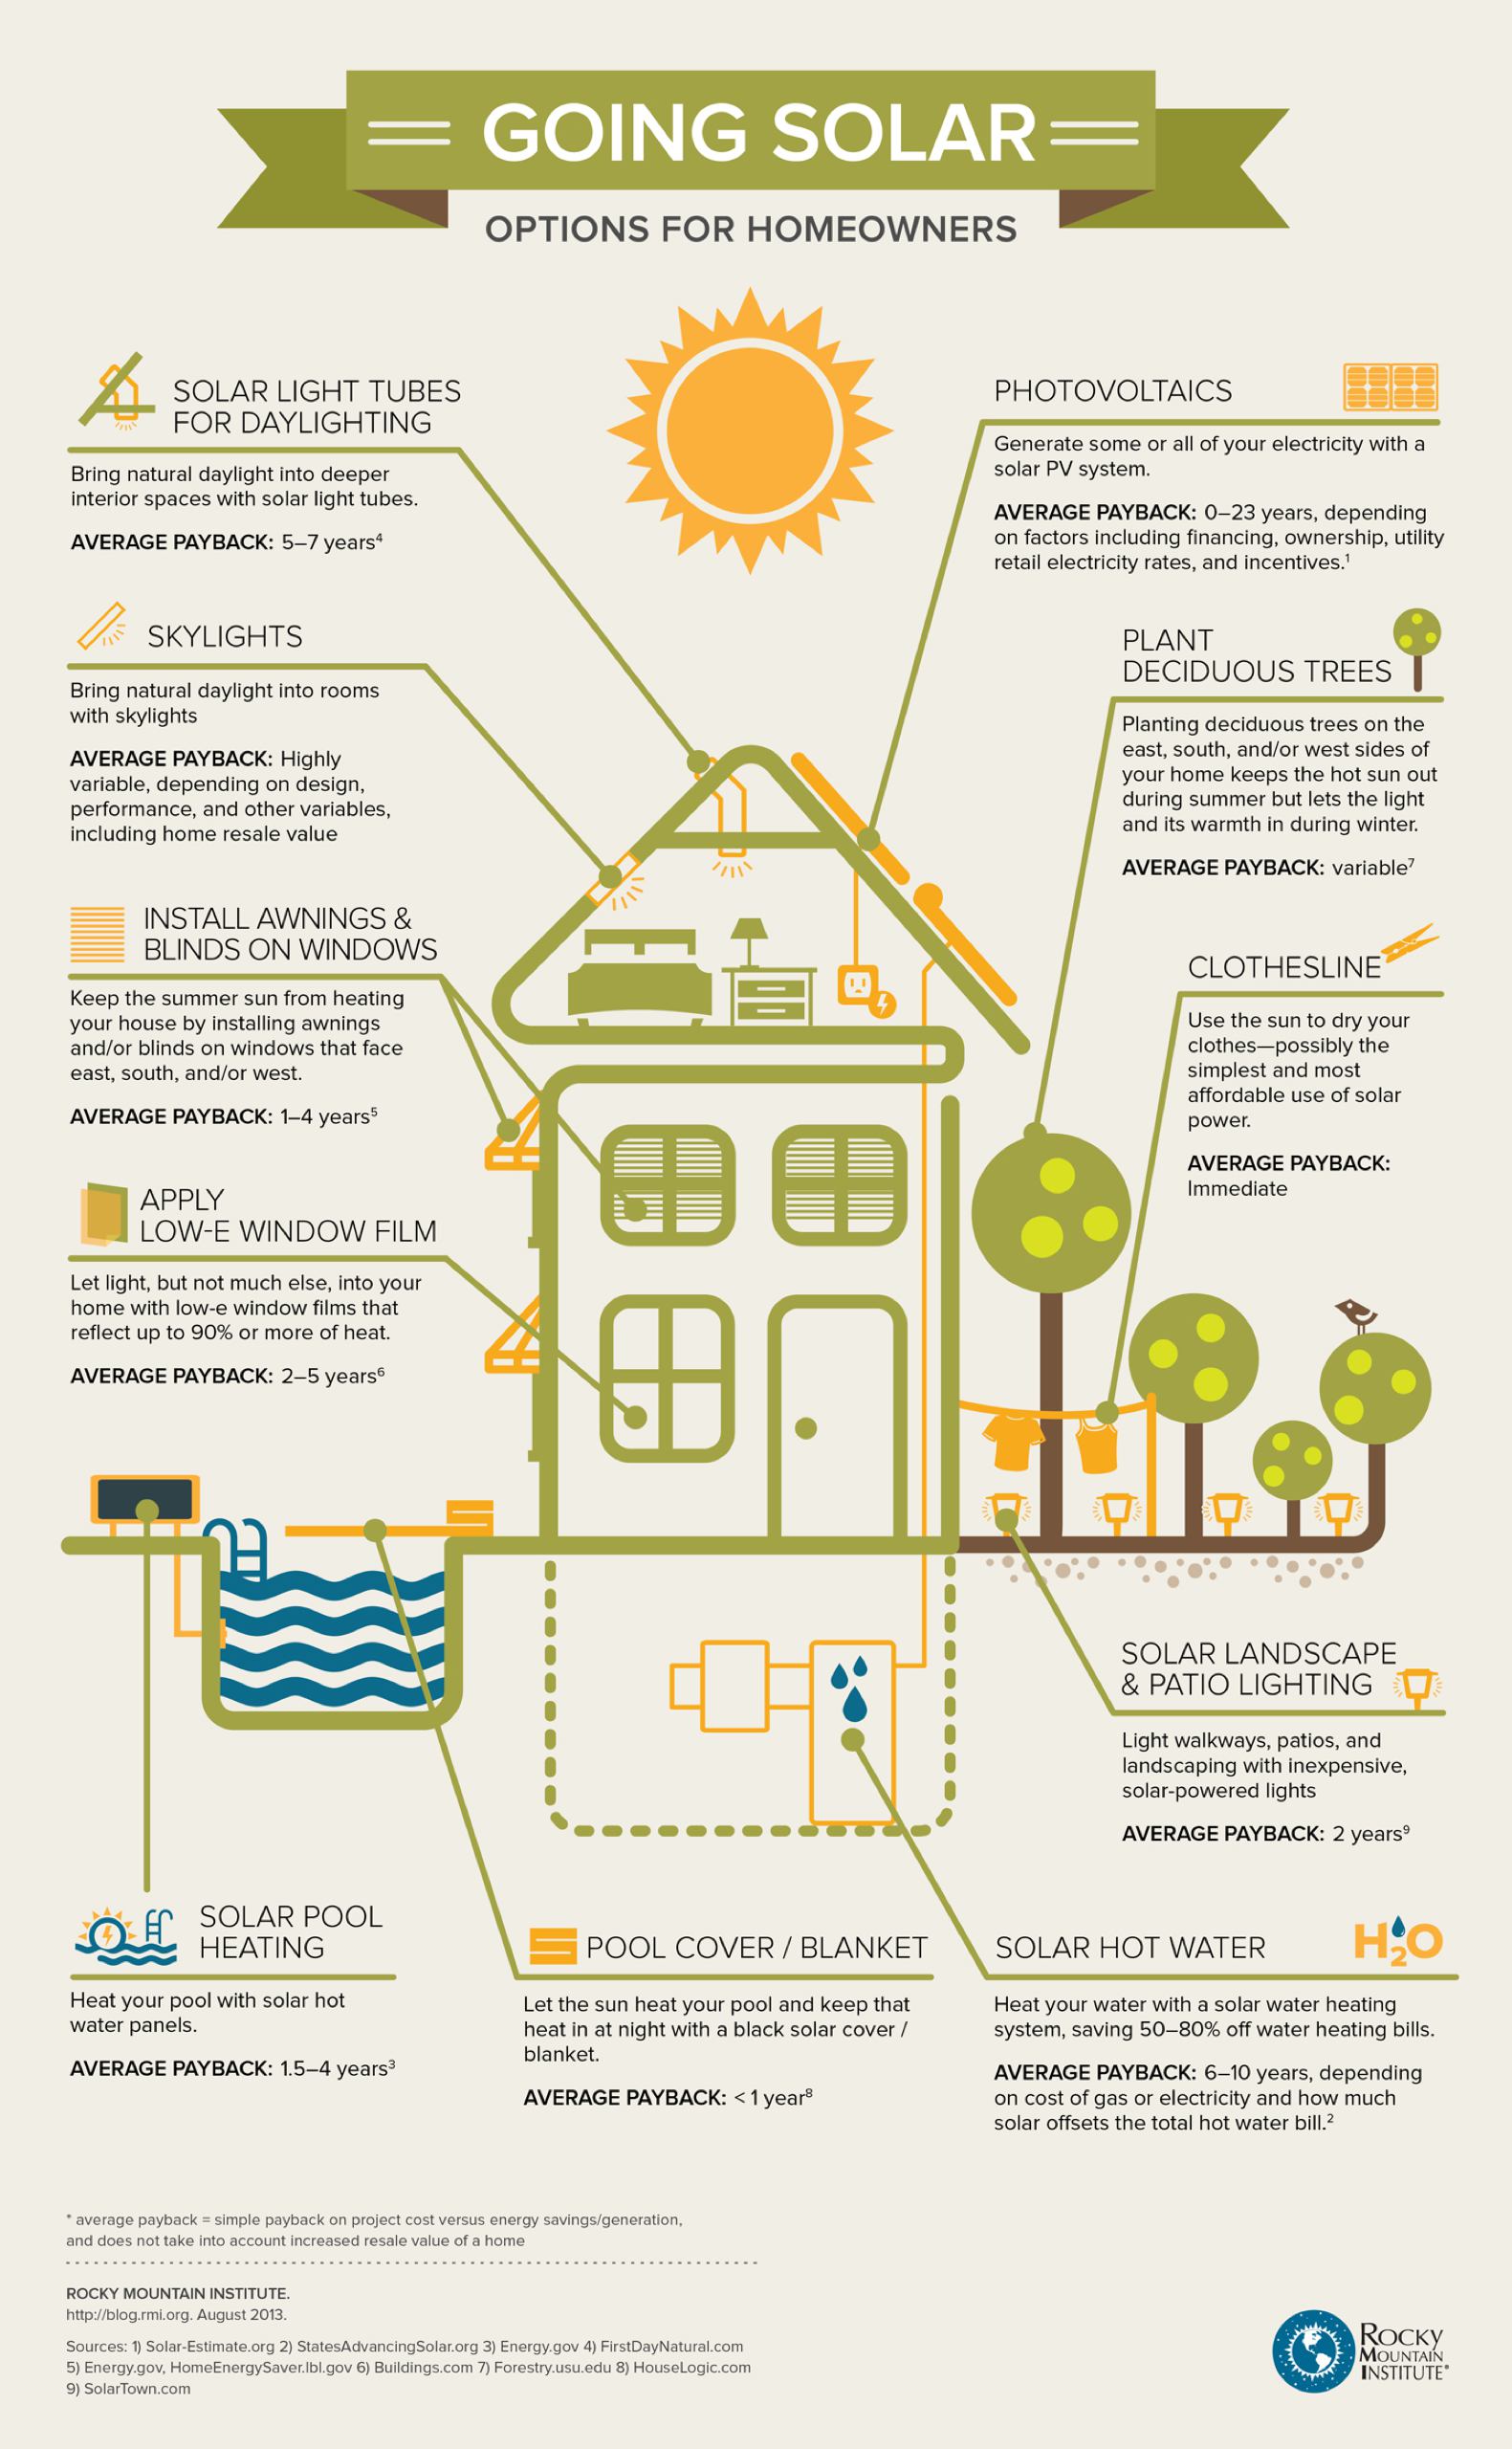 GOING SOLAR
OPTIONS FOR HOMEOWNERS
SOLAR LIGHT TUBES
FOR DAYLIGHTING
Bring natural daylight into deeper
interior spaces with solar light tubes.
AVERAGE PAYBACK: 5–7 years⁴
SKYLIGHTS
Bring natural daylight into rooms
with skylights
AVERAGE PAYBACK: Highly
variable, depending on design,
performance, and other variables,
including home resale value
INSTALL AWNINGS &
BLINDS ON WINDOWS
Keep the summer sun from heating
your house by installing awnings
and/or blinds on windows that face
east, south, and/or west.
AVERAGE PAYBACK: 1–4 years⁵
APPLY
LOW-E WINDOW FILM
Let light, but not much else, into your
home with low-e window films that
reflect up to 90% or more of heat.
AVERAGE PAYBACK: 2–5 years⁶
PHOTOVOLTAICS
Generate some or all of your electricity with a
solar PV system.
AVERAGE PAYBACK: 0–23 years, depending
on factors including financing, ownership, utility
retail electricity rates, and incentives.¹
PLANT
DECIDUOUS TREES
Planting deciduous trees on the
east, south, and/or west sides of
your home keeps the hot sun out
during summer but lets the light
and its warmth in during winter.
AVERAGE PAYBACK: variable⁷
CLOTHESLINE
Use the sun to dry your
clothes—possibly the
simplest and most
affordable use of solar
power.
AVERAGE PAYBACK:
Immediate
SOLAR LANDSCAPE
& PATIO LIGHTING
Light walkways, patios, and
landscaping with inexpensive,
solar-powered lights
AVERAGE PAYBACK: 2 years⁹
SOLAR POOL
HEATING
Heat your pool with solar hot
water panels.
AVERAGE PAYBACK: 1.5–4 years³
POOL COVER / BLANKET
Let the sun heat your pool and keep that
heat in at night with a black solar cover /
blanket.
AVERAGE PAYBACK: < 1 year⁸
SOLAR HOT WATER
H₂O
Heat your water with a solar water heating
system, saving 50–80% off water heating bills.
AVERAGE PAYBACK: 6–10 years, depending
on cost of gas or electricity and how much
solar offsets the total hot water bill.²
* average payback = simple payback on project cost versus energy savings/generation,
and does not take into account increased resale value of a home
ROCKY MOUNTAIN INSTITUTE.
http://blog.rmi.org. August 2013.
Sources: 1) Solar-Estimate.org 2) StatesAdvancingSolar.org 3) Energy.gov 4) FirstDayNatural.com
5) Energy.gov, HomeEnergySaver.lbl.gov 6) Buildings.com 7) Forestry.usu.edu 8) HouseLogic.com
9) SolarTown.com
ROCKY
MOUNTAIN
INSTITUTE®